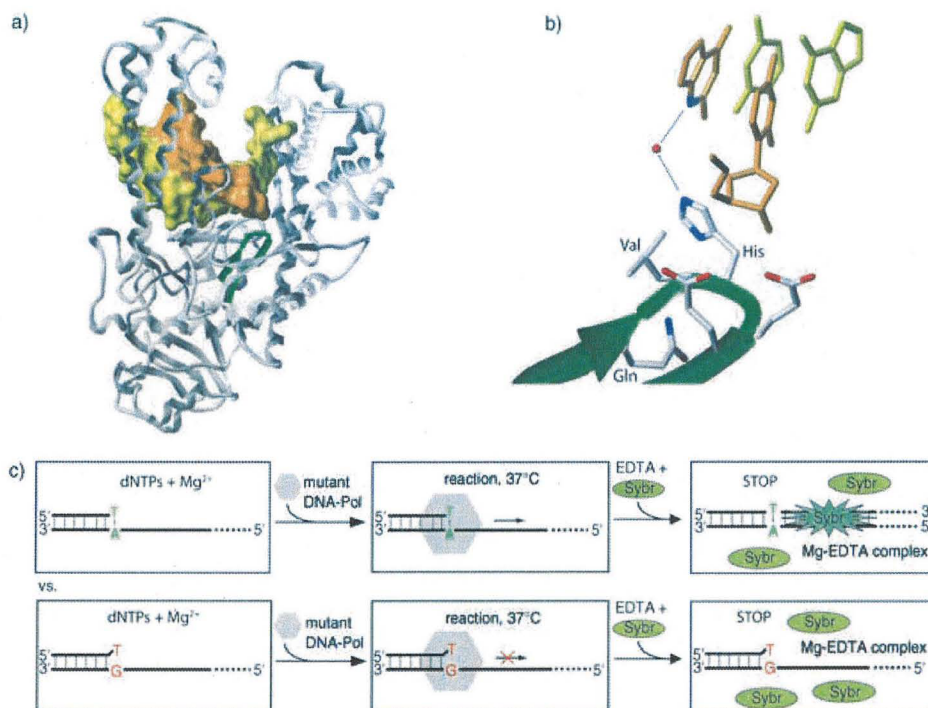 a)
b)
Val
His
Gln
c)
dNTPs + Mg²⁺
5'
3'
T
A
5'
mutant
DNA-Pol
reaction, 37°C
5'
3'
T
A
5'
EDTA +
Sybr
STOP
Sybr
5'
3'
T
A
Sybr
3'
5'
Sybr
Mg-EDTA complex
vs.
dNTPs + Mg²⁺
5'
3'
T
G
5'
mutant
DNA-Pol
reaction, 37°C
5'
3'
T
G
5'
EDTA +
Sybr
STOP
Sybr
Mg-EDTA complex
5'
3'
T
G
5'
Sybr
Sybr